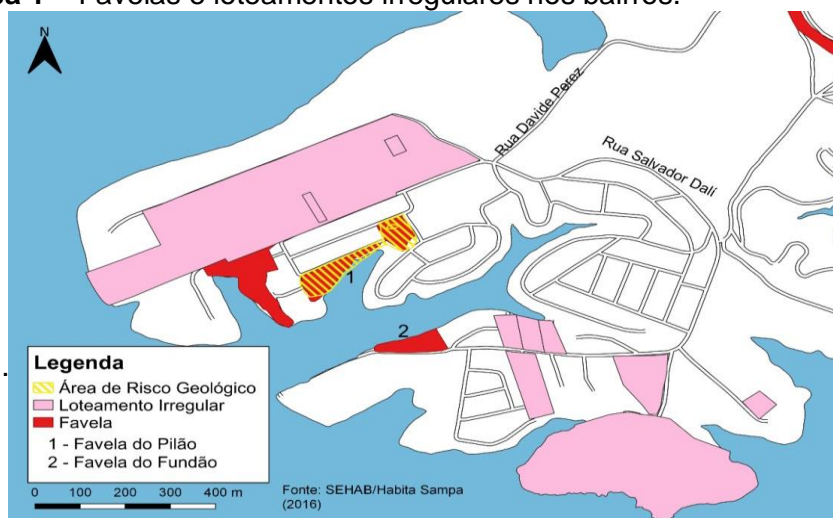 Favelas e loteamentos irregulares nos bairros.
N
Rua Davide Perez
Rua Salvador Dalí
1
2
Legenda
Área de Risco Geológico
Loteamento Irregular
Favela
1 - Favela do Pilão
2 - Favela do Fundão
0 100 200 300 400 m
Fonte: SEHAB/Habita Sampa
(2016)